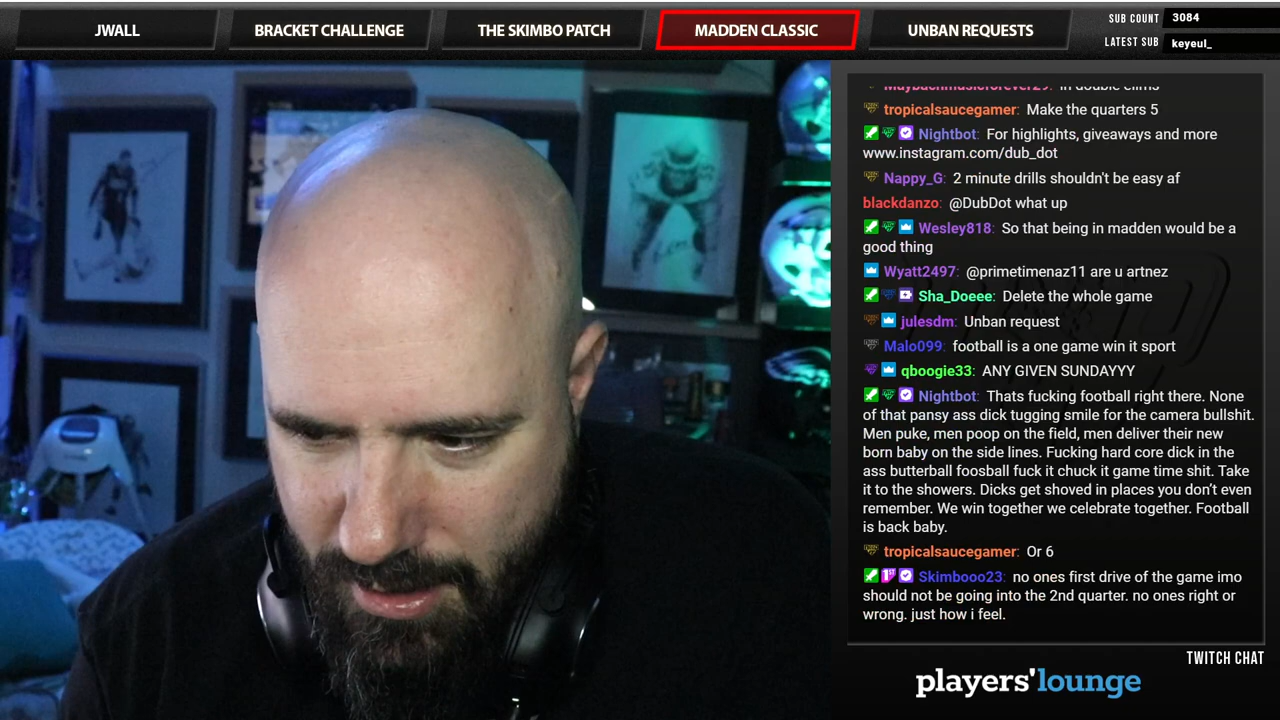 JWALL
BRACKET CHALLENGE
THE SKIMBO PATCH
MADDEN CLASSIC
UNBAN REQUESTS
SUB COUNT 3084
LATEST SUB keyeul_
tropicalsaucegamer: Make the quarters 5
Nightbot: For highlights, giveaways and more
www.instagram.com/dub_dot
Nappy_G: 2 minute drills shouldn't be easy af
blackdanzo: @DubDot what up
Wesley818: So that being in madden would be a
good thing
Wyatt2497: @primetimenaz11 are u artnez
Sha_Doeee: Delete the whole game
julesdm: Unban request
Malo099: football is a one game win it sport
qboogie33: ANY GIVEN SUNDAYYY
Nightbot: Thats fucking football right there. None
of that pansy ass dick tugging smile for the camera bullshit.
Men puke, men poop on the field, men deliver their new
born baby on the side lines. Fucking hard core dick in the
ass butterball foosball fuck it chuck it game time shit. Take
it to the showers. Dicks get shoved in places you don't even
remember. We win together we celebrate together. Football
is back baby.
tropicalsaucegamer: Or 6
Skimbooo23: no ones first drive of the game imo
should not be going into the 2nd quarter. no ones right or
wrong. just how i feel.
TWITCH CHAT
players'lounge